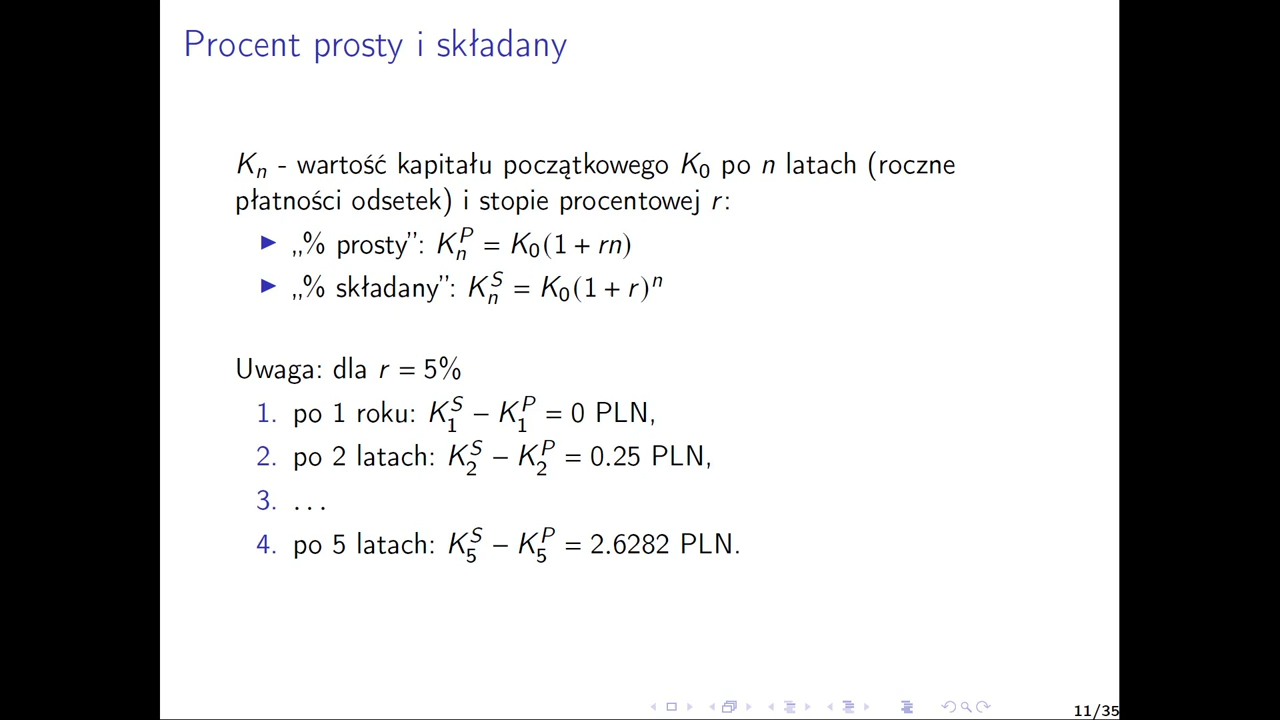 Procent prosty i składany
Kₙ - wartość kapitału początkowego K₀ po n latach (roczne
płatności odsetek) i stopie procentowej r:
▶ „% prosty”: Kₙᴾ = K₀(1 + rn)
▶ „% składany”: Kₙˢ = K₀(1 + r)ⁿ
Uwaga: dla r = 5%
1. po 1 roku: K₁ˢ − K₁ᴾ = 0 PLN,
2. po 2 latach: K₂ˢ − K₂ᴾ = 0.25 PLN,
3. . . .
4. po 5 latach: K₅ˢ − K₅ᴾ = 2.6282 PLN.
11/35